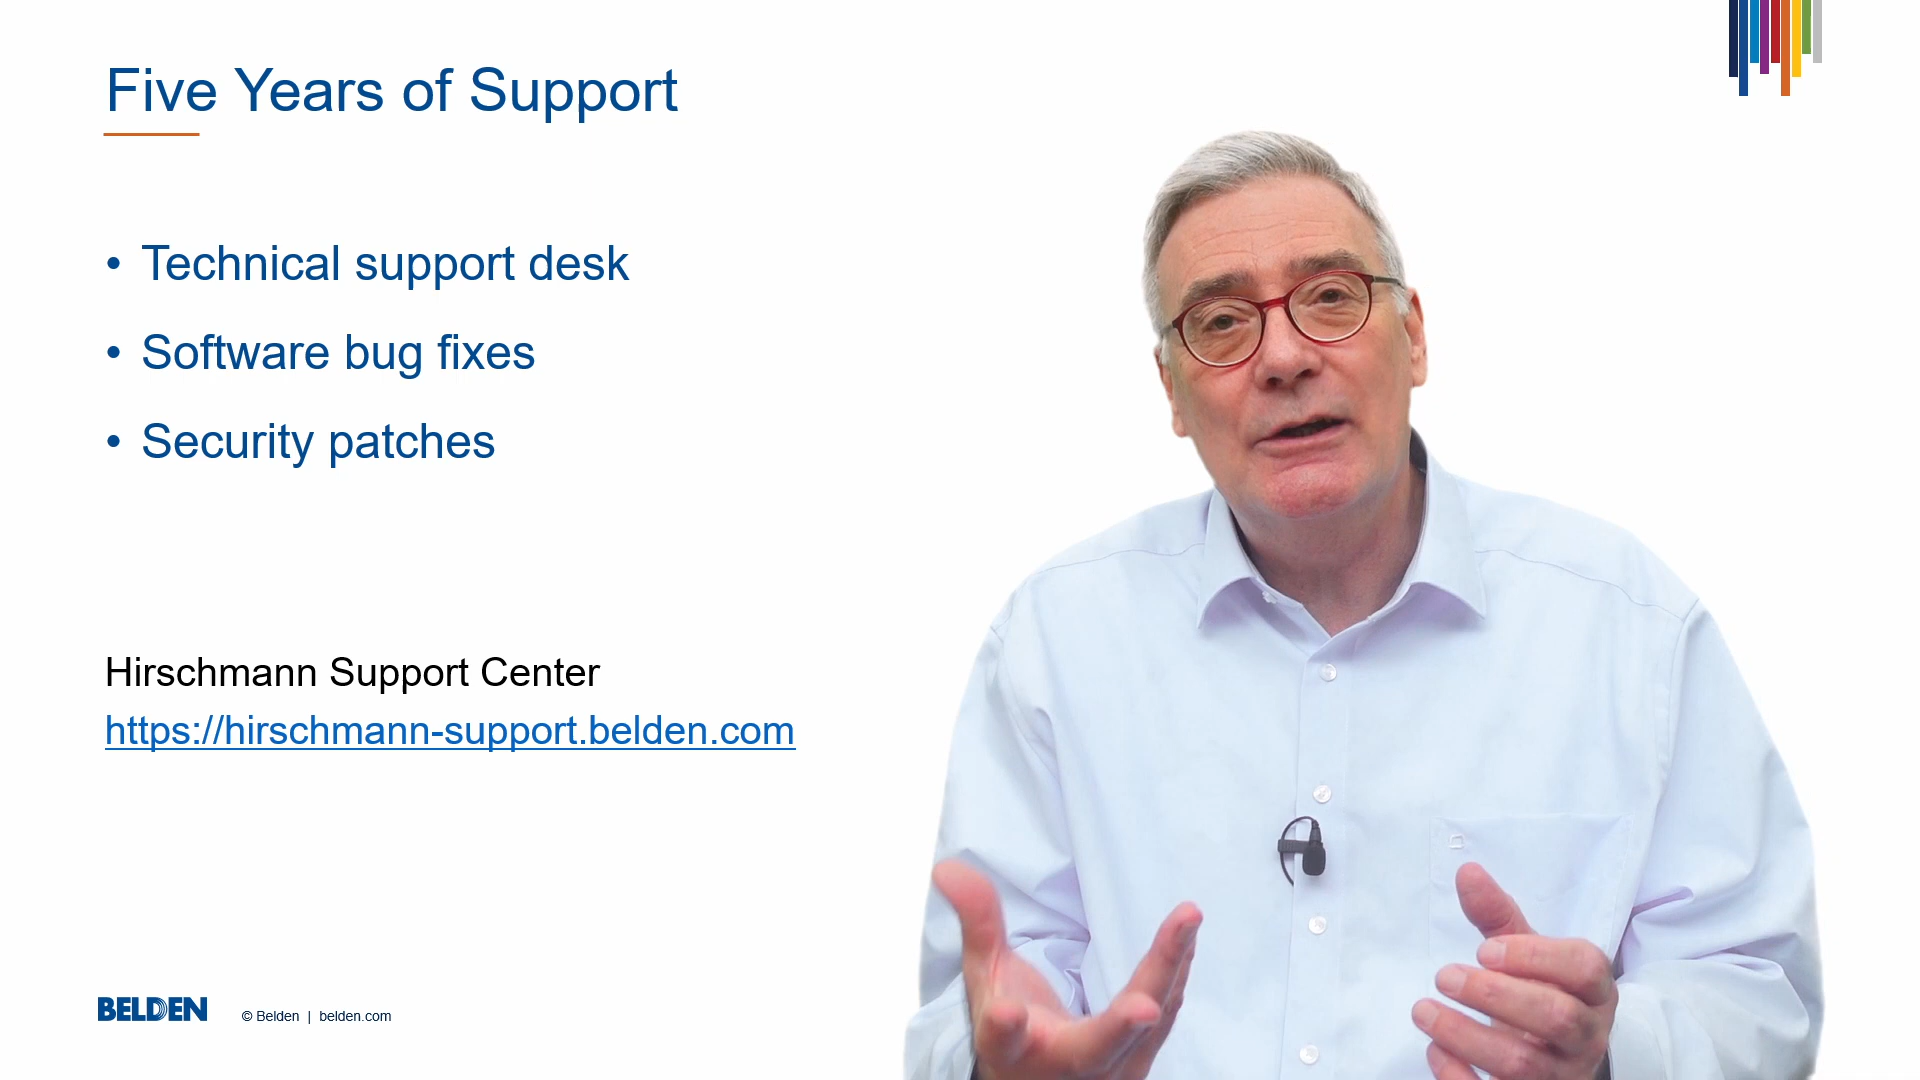 Five Years of Support
• Technical support desk
• Software bug fixes
• Security patches
Hirschmann Support Center
https://hirschmann-support.belden.com
BELDEN © Belden | belden.com